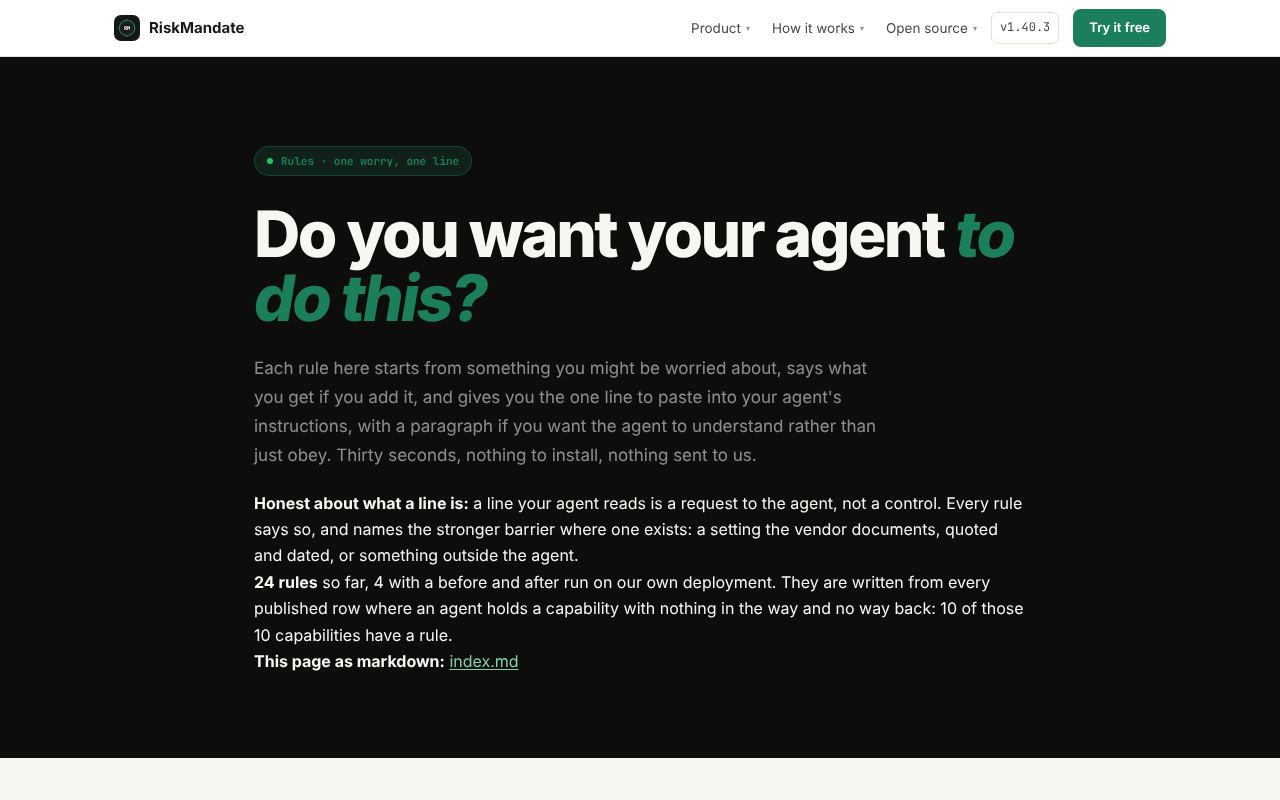 RM
RiskMandate
Product ▾
How it works ▾
Open source ▾
v1.40.3
Try it free
Rules · one worry, one line
Do you want your agent to
do this?
Each rule here starts from something you might be worried about, says what
you get if you add it, and gives you the one line to paste into your agent's
instructions, with a paragraph if you want the agent to understand rather than
just obey. Thirty seconds, nothing to install, nothing sent to us.
Honest about what a line is: a line your agent reads is a request to the agent, not a control. Every rule
says so, and names the stronger barrier where one exists: a setting the vendor documents, quoted
and dated, or something outside the agent.
24 rules so far, 4 with a before and after run on our own deployment. They are written from every
published row where an agent holds a capability with nothing in the way and no way back: 10 of those
10 capabilities have a rule.
This page as markdown: index.md